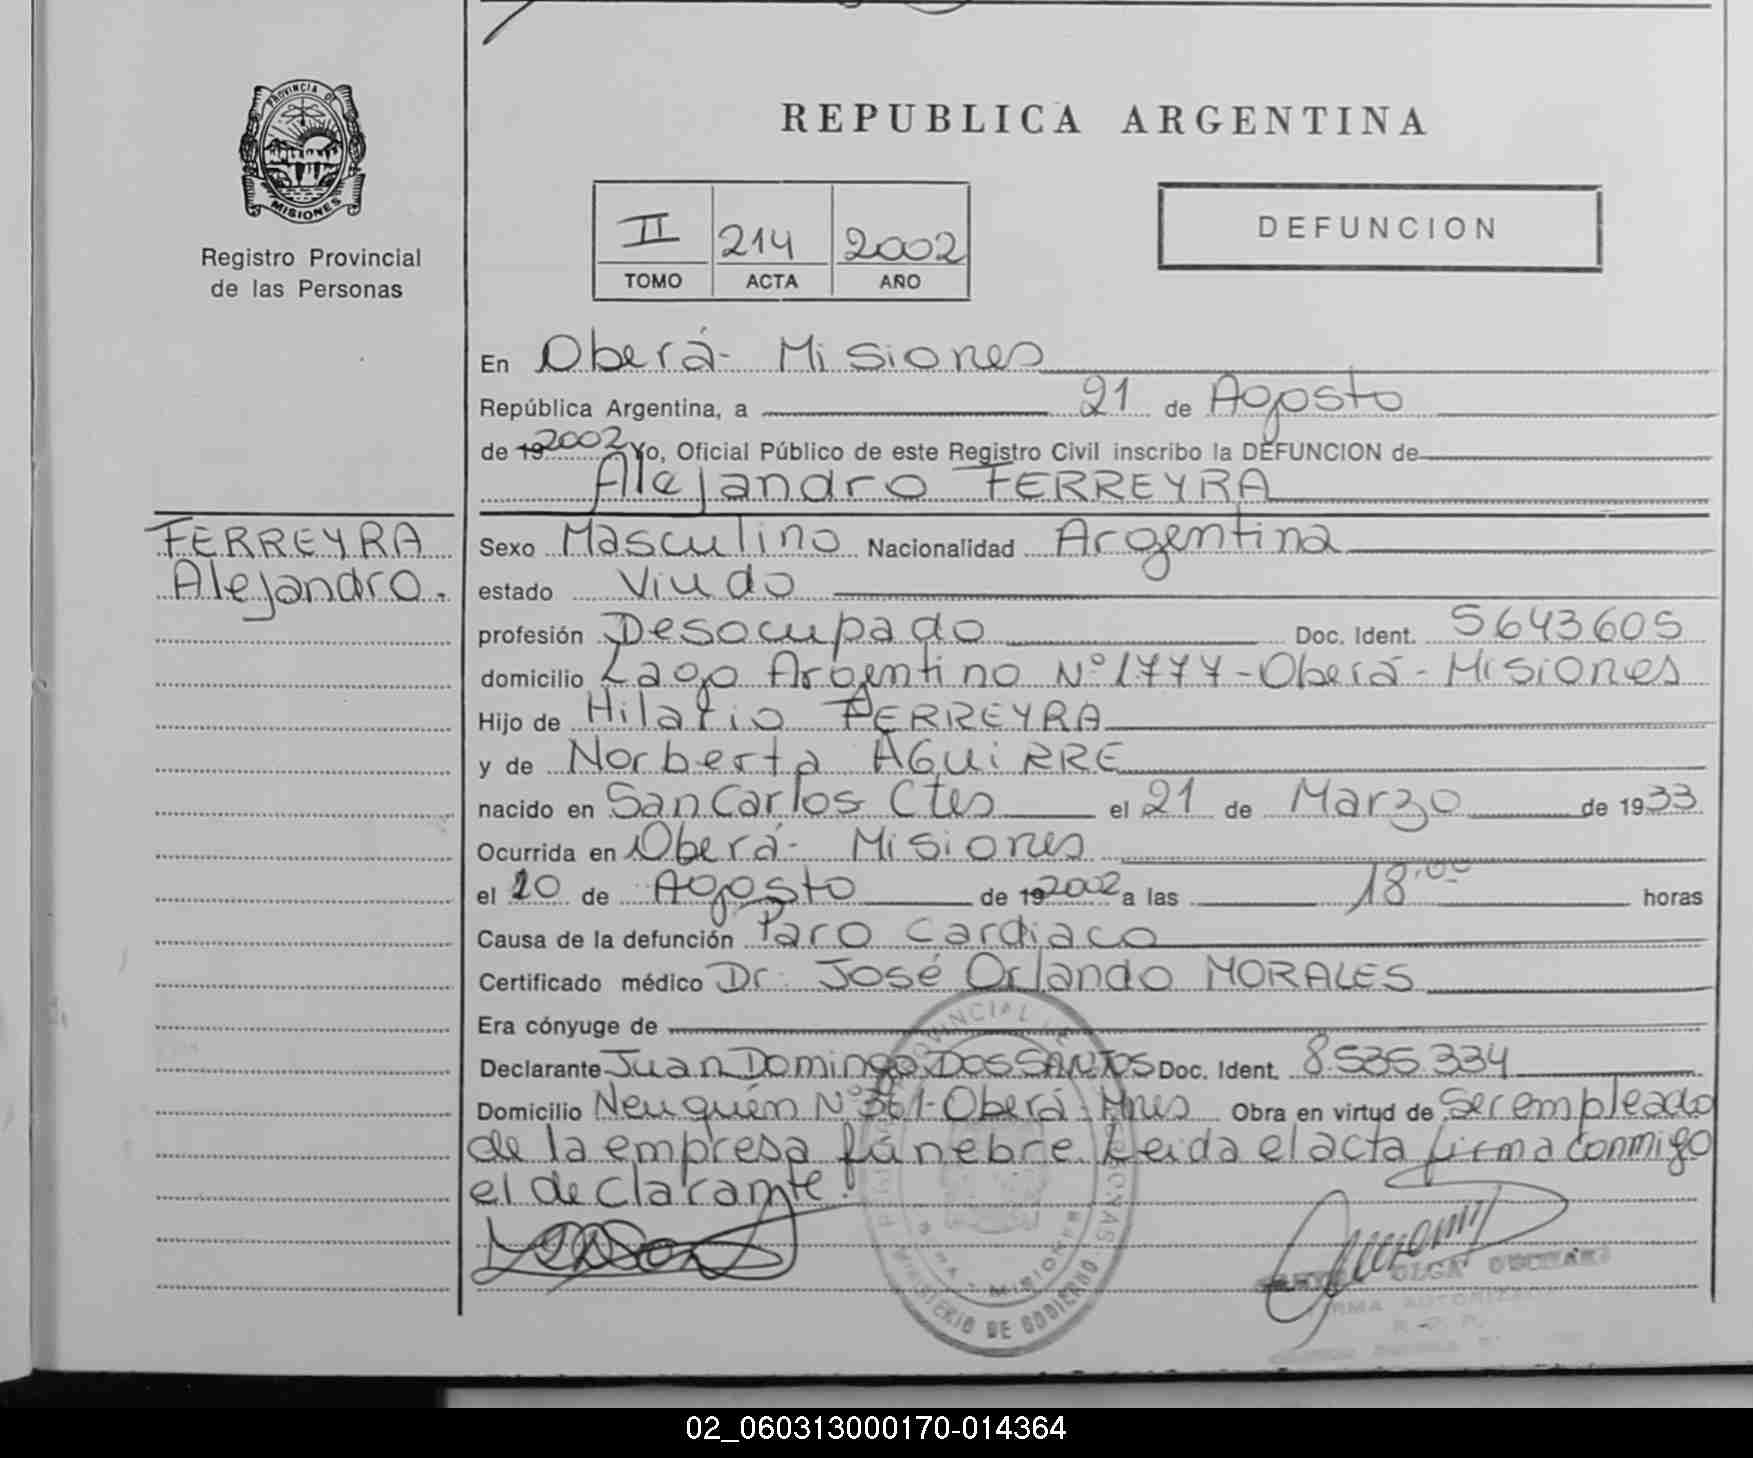 PROVINCIA DE
MISIONES
Registro Provincial
de las Personas
REPUBLICA ARGENTINA
II 214 2002
TOMO ACTA AÑO
DEFUNCION
En Oberá- Misiones
República Argentina, a 21 de Agosto
de 19 2002 Yo, Oficial Público de este Registro Civil inscribo la DEFUNCION de
Alejandro FERREYRA
FERREYRA
Alejandro.
Sexo Masculino Nacionalidad Argentina
estado Viudo
profesión Desocupado Doc. Ident. 5643605
domicilio Lago Argentino Nº 1777-Oberá-Misiones
Hijo de Hilario FERREYRA
y de Norberta AGUiRRE
nacido en San Carlos Ctes el 21 de Marzo de 1933
Ocurrida en Oberá- Misiones
el 20 de Agosto de 19 2002 a las 18:00 horas
Causa de la defunción Paro Cardiaco
Certificado médico Dr. José Orlando MORALES
Era cónyuge de
Declarante Juan Domingo DOS SANTOS Doc. Ident. 8535334
Domicilio Neuquén Nº 361-Oberá-Mnes Obra en virtud de Ser empleado
de la empresa fúnebre. Leida el acta firma conmigo
el declarante.
MINISTERIO DE GOBIERNO
OLGA
02_060313000170-014364